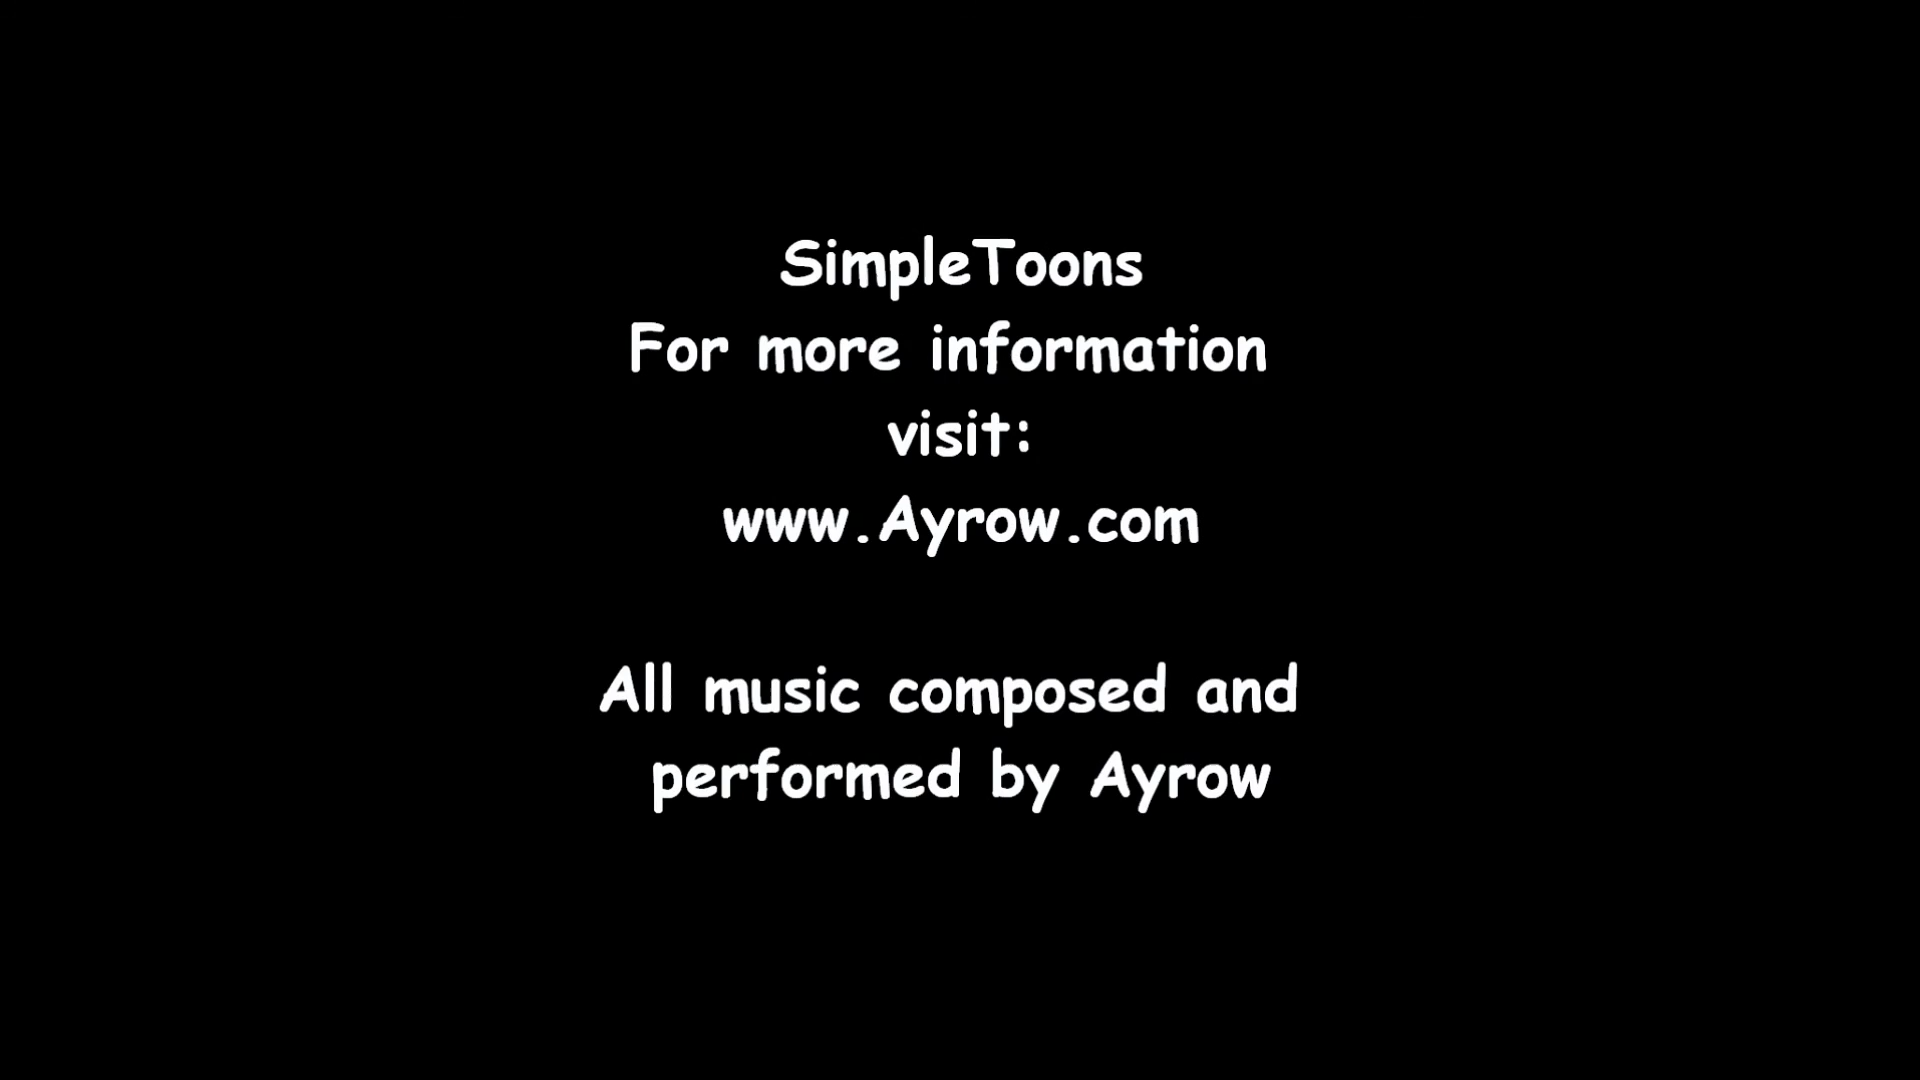 SimpleToons
For more information
visit:
www.Ayrow.com
All music composed and
performed by Ayrow